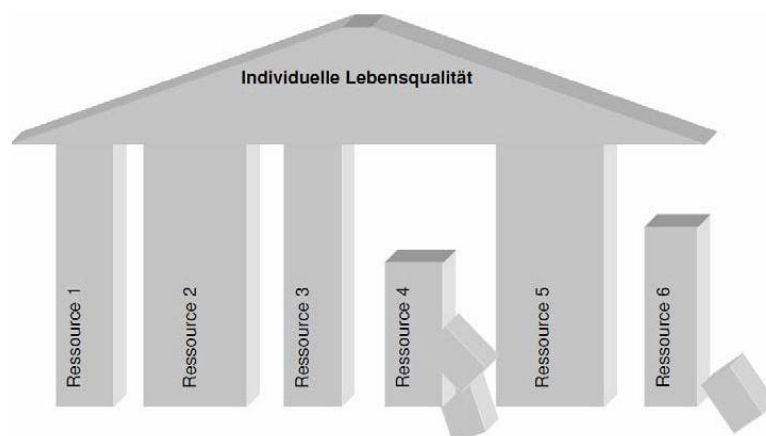 Individuelle Lebensqualität
Ressource 1
Ressource 2
Ressource 3
Ressource 4
Ressource 5
Ressource 6